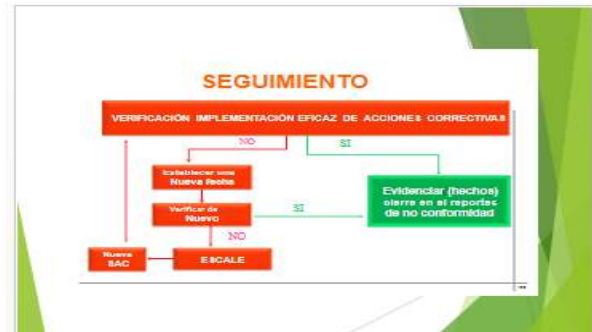 SEGUIMIENTO
VERIFICACIÓN IMPLEMENTACIÓN EFICAZ DE ACCIONES CORRECTIVAS
NO
SI
Establecer una
Nueva fecha
Evidenciar (hechos)
cierre en el reportes
de no conformidad
Verificar de
Nuevo
SI
NO
Nueva
SAC
ESCALE